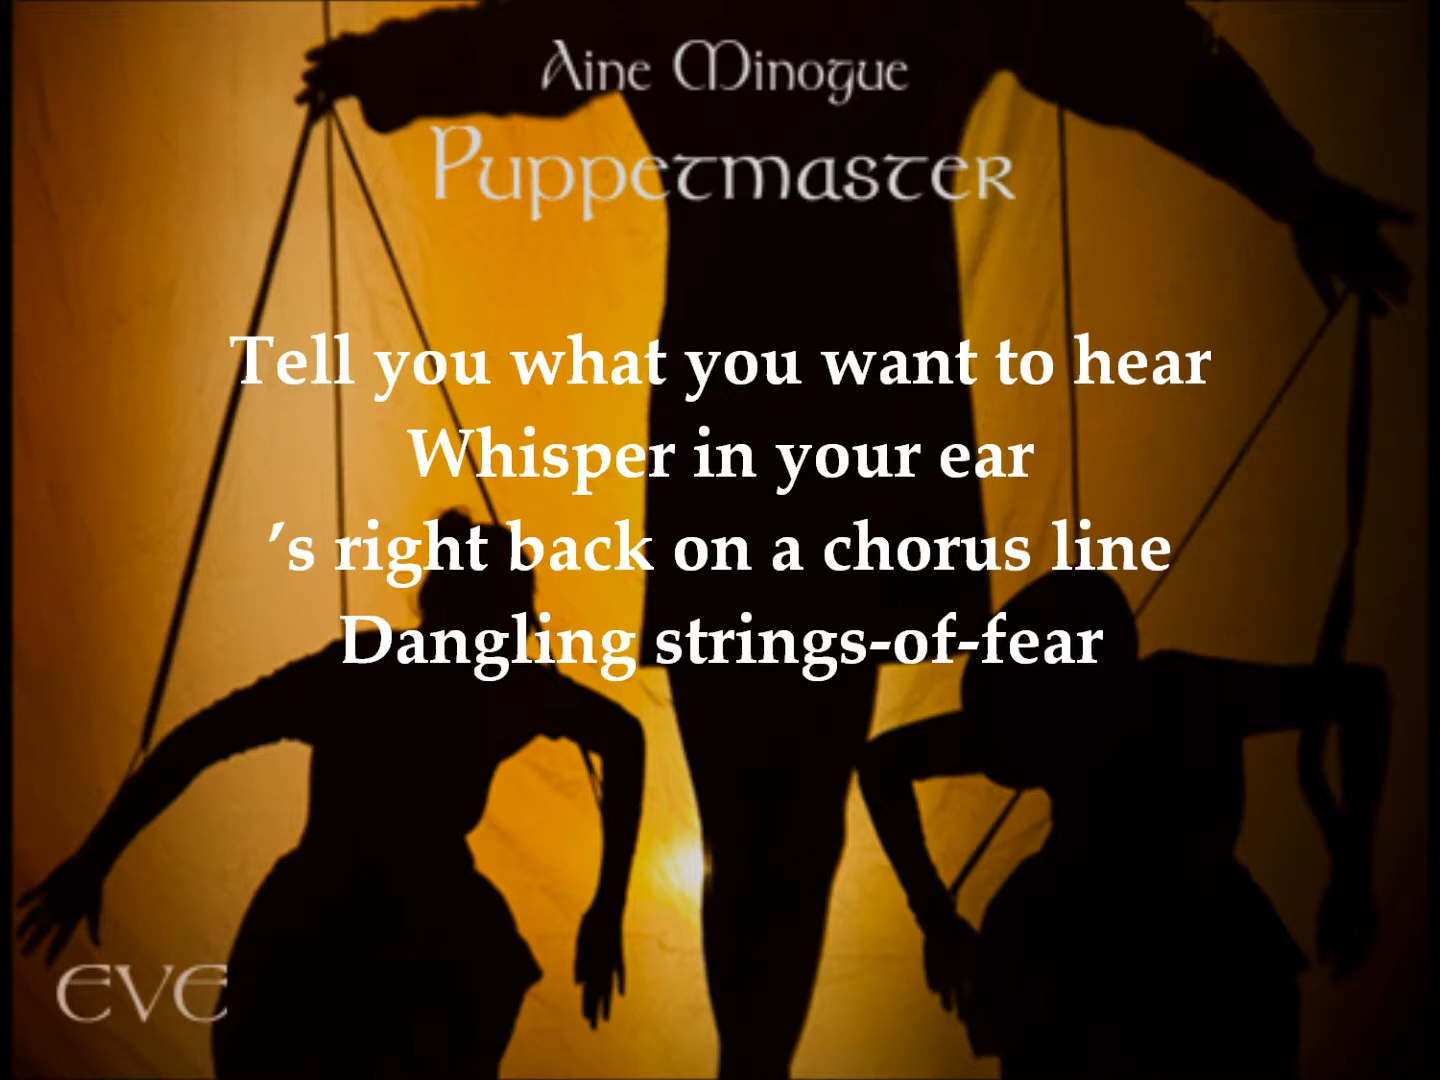 Aine Minogue
Puppetmaster
Tell you what you want to hear
Whisper in your ear
’s right back on a chorus line
Dangling strings-of-fear
EVE